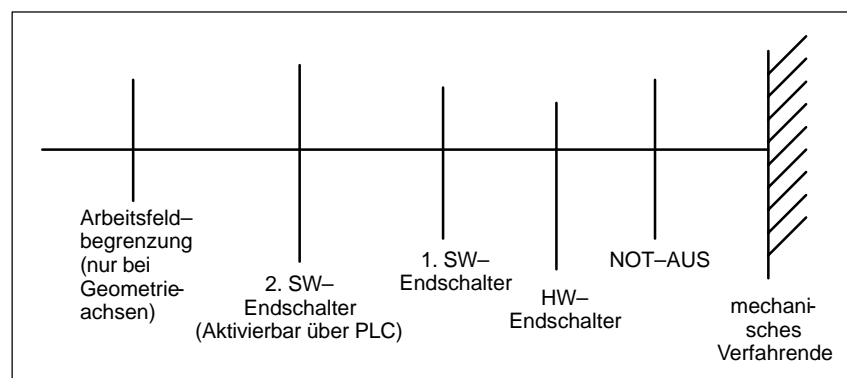 Arbeitsfeld–
begrenzung
(nur bei
Geometrie-
achsen)
2. SW–
Endschalter
(Aktivierbar über PLC)
1. SW–
Endschalter
HW–
Endschalter
NOT–AUS
mechani-
sches
Verfahrende